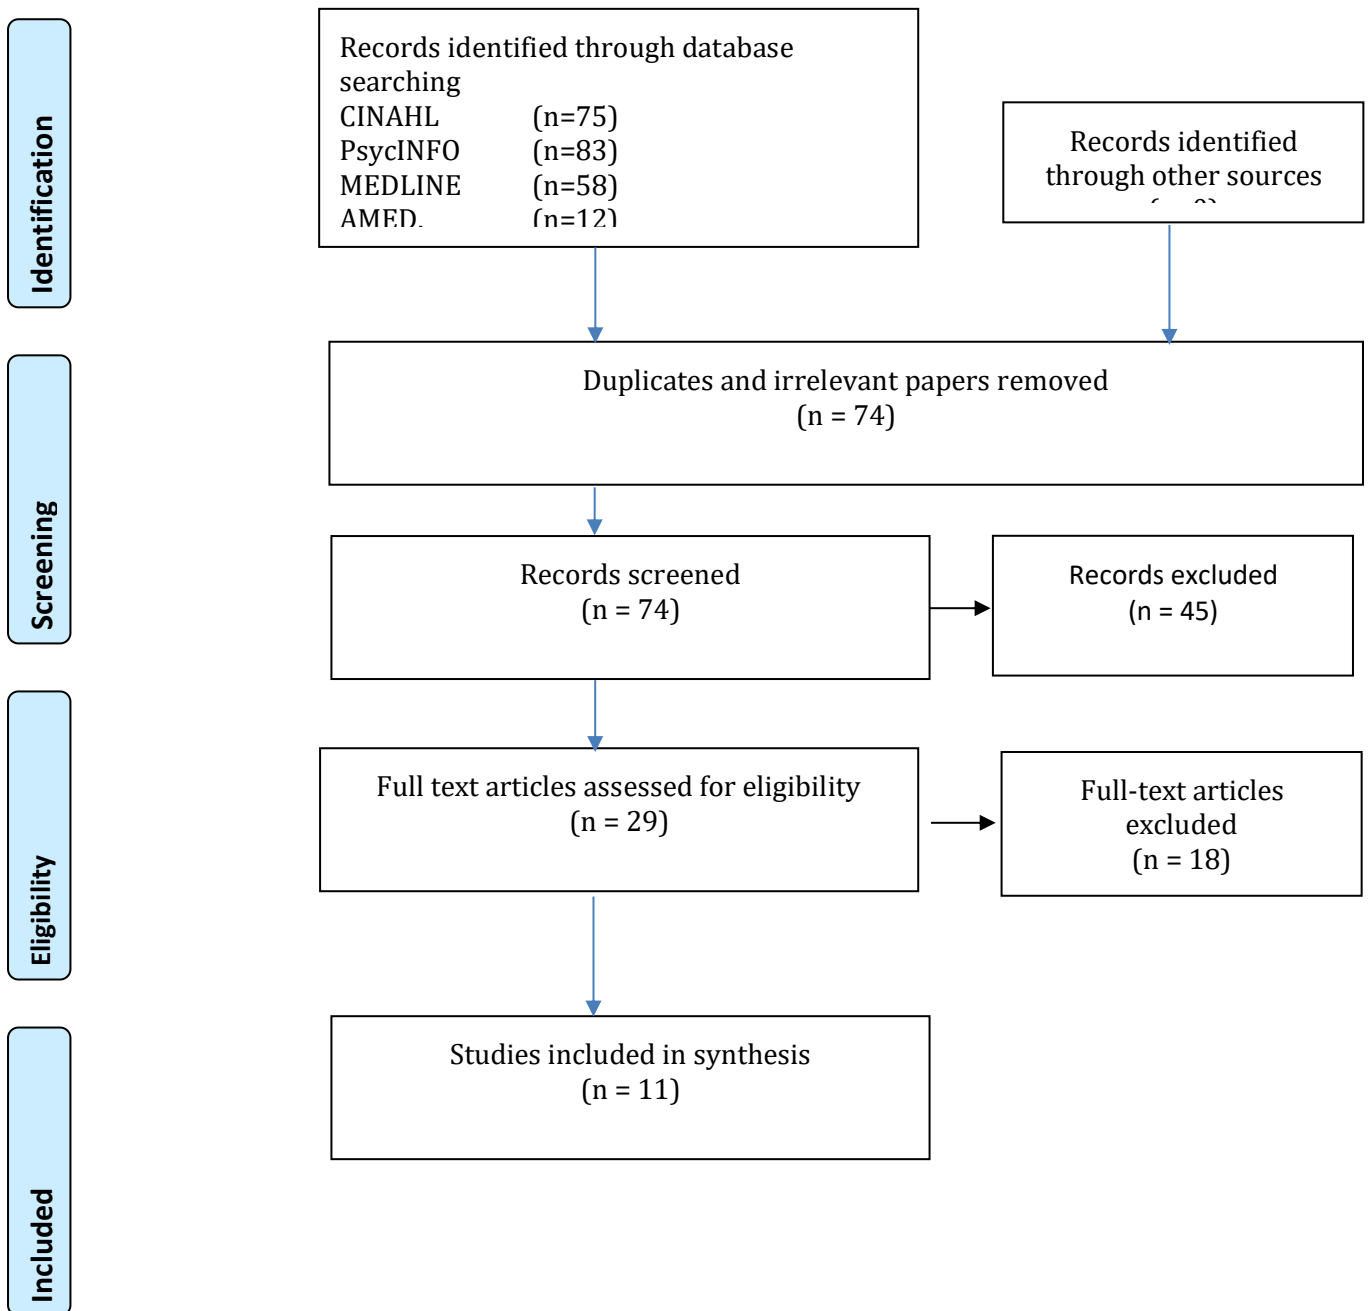 Identification
Records identified through database
searching
CINAHL (n=75)
PsycINFO (n=83)
MEDLINE (n=58)
AMED. (n=12)
Records identified
through other sources
Duplicates and irrelevant papers removed
(n = 74)
Screening
Records screened
(n = 74)
Records excluded
(n = 45)
Eligibility
Full text articles assessed for eligibility
(n = 29)
Full-text articles
excluded
(n = 18)
Included
Studies included in synthesis
(n = 11)